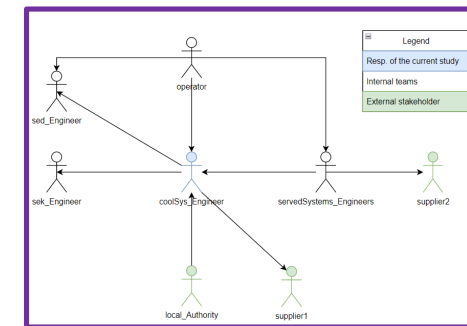 Legend
Resp. of the current study
Internal teams
External stakeholder
operator
sed_Engineer
sek_Engineer
coolSys_Engineer
servedSystems_Engineers
supplier2
local_Authority
supplier1